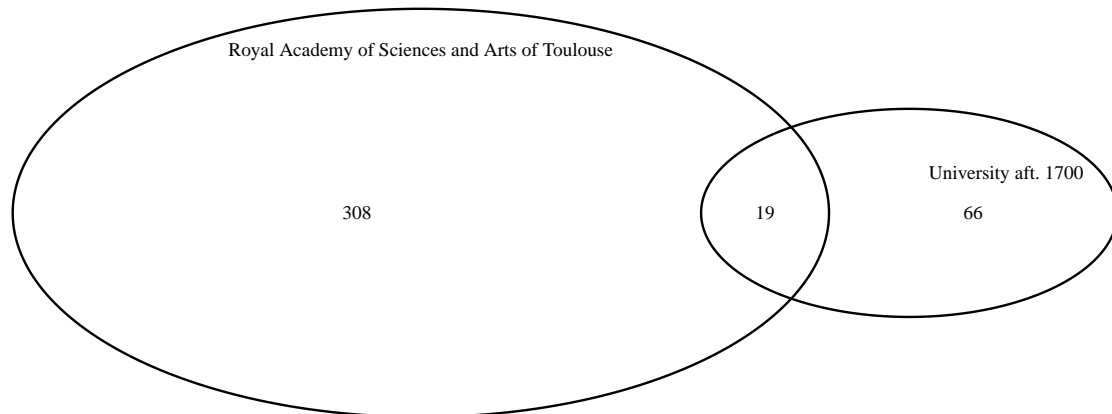 Royal Academy of Sciences and Arts of Toulouse
University aft. 1700
308
19
66